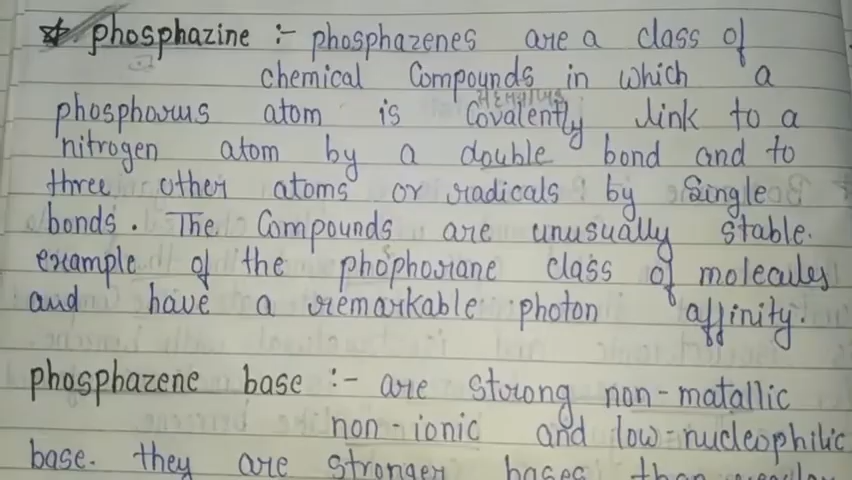 phosphazine :- phosphazenes are a class of
chemical Compounds in which a
phosphorus atom is Covalently link to a
nitrogen atom by a double bond and to
three other atoms or radicals by Single
bonds. The Compounds are unusually stable.
example of the phophorane class of molecules
and have a remarkable photon affinity.
phosphazene base :- are strong non-matallic
non-ionic and low-nucleophilic
base. they are stronger bases than